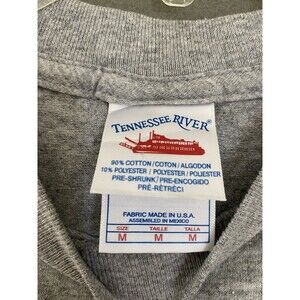 TENNESSEE RIVER®
90% COTTON/COTON/ALGODON
10% POLYESTER/POLYESTER/POLIESTER
PRE-SHRUNK/PRE-ENCOGIDO
PRÉ-RÉTRÉCI
FABRIC MADE IN U.S.A.
ASSEMBLED IN MEXICO
SIZE TAILLE TALLA
M M M